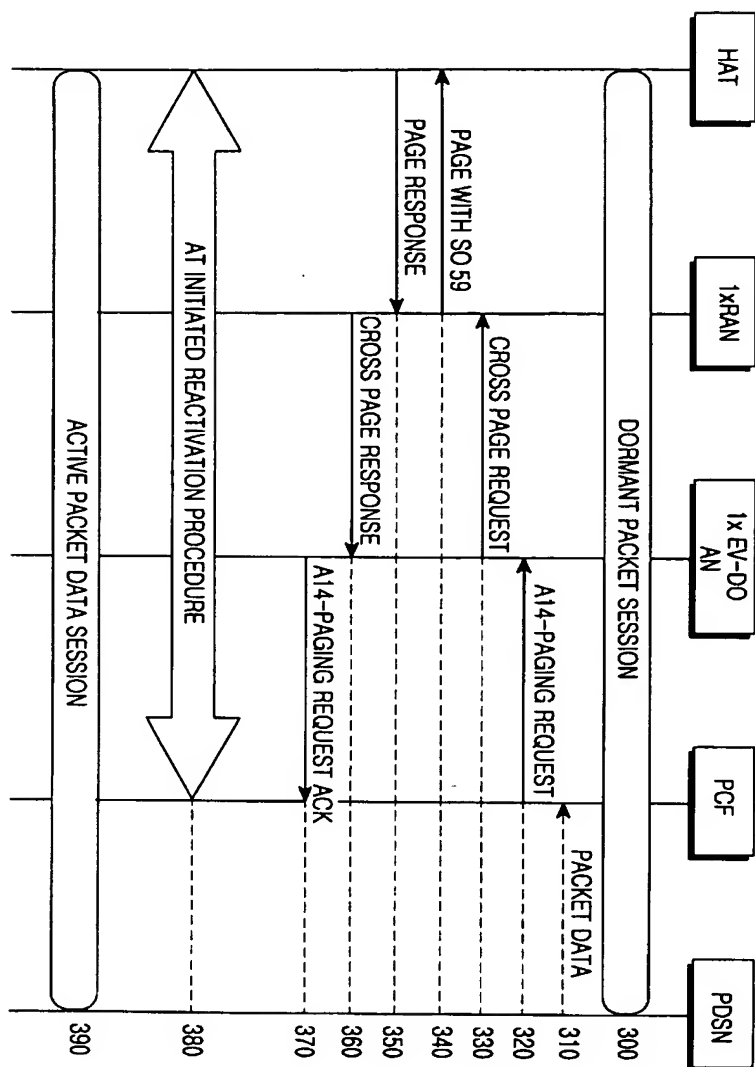 HAT
1xRAN
1x EV-DO
AN
PCF
PDSN
DORMANT PACKET SESSION
300
PACKET DATA
310
A14-PAGING REQUEST
320
CROSS PAGE REQUEST
330
PAGE WITH SO 59
340
PAGE RESPONSE
350
CROSS PAGE RESPONSE
360
A14-PAGING REQUEST ACK
370
AT INITIATED REACTIVATION PROCEDURE
380
ACTIVE PACKET DATA SESSION
390